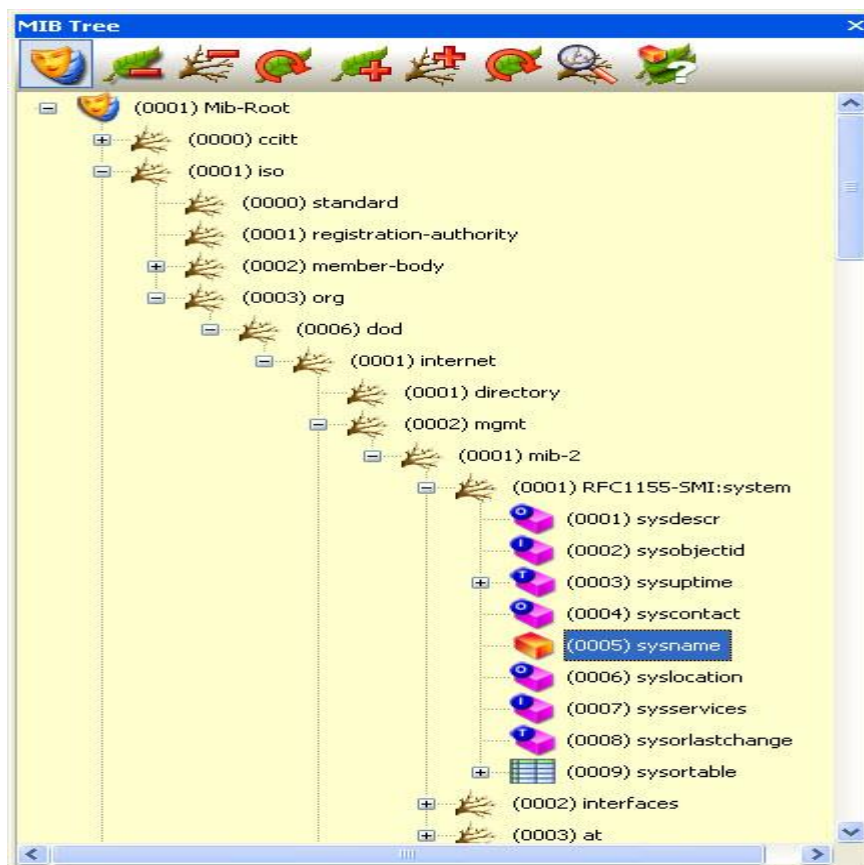 MIB Tree
(0001) Mib-Root
(0000) ccitt
(0001) iso
(0000) standard
(0001) registration-authority
(0002) member-body
(0003) org
(0006) dod
(0001) internet
(0001) directory
(0002) mgmt
(0001) mib-2
(0001) RFC1155-SMI:system
(0001) sysdescr
(0002) sysobjectid
(0003) sysuptime
(0004) syscontact
(0005) sysname
(0006) syslocation
(0007) sysservices
(0008) sysorlastchange
(0009) sysortable
(0002) interfaces
(0003) at